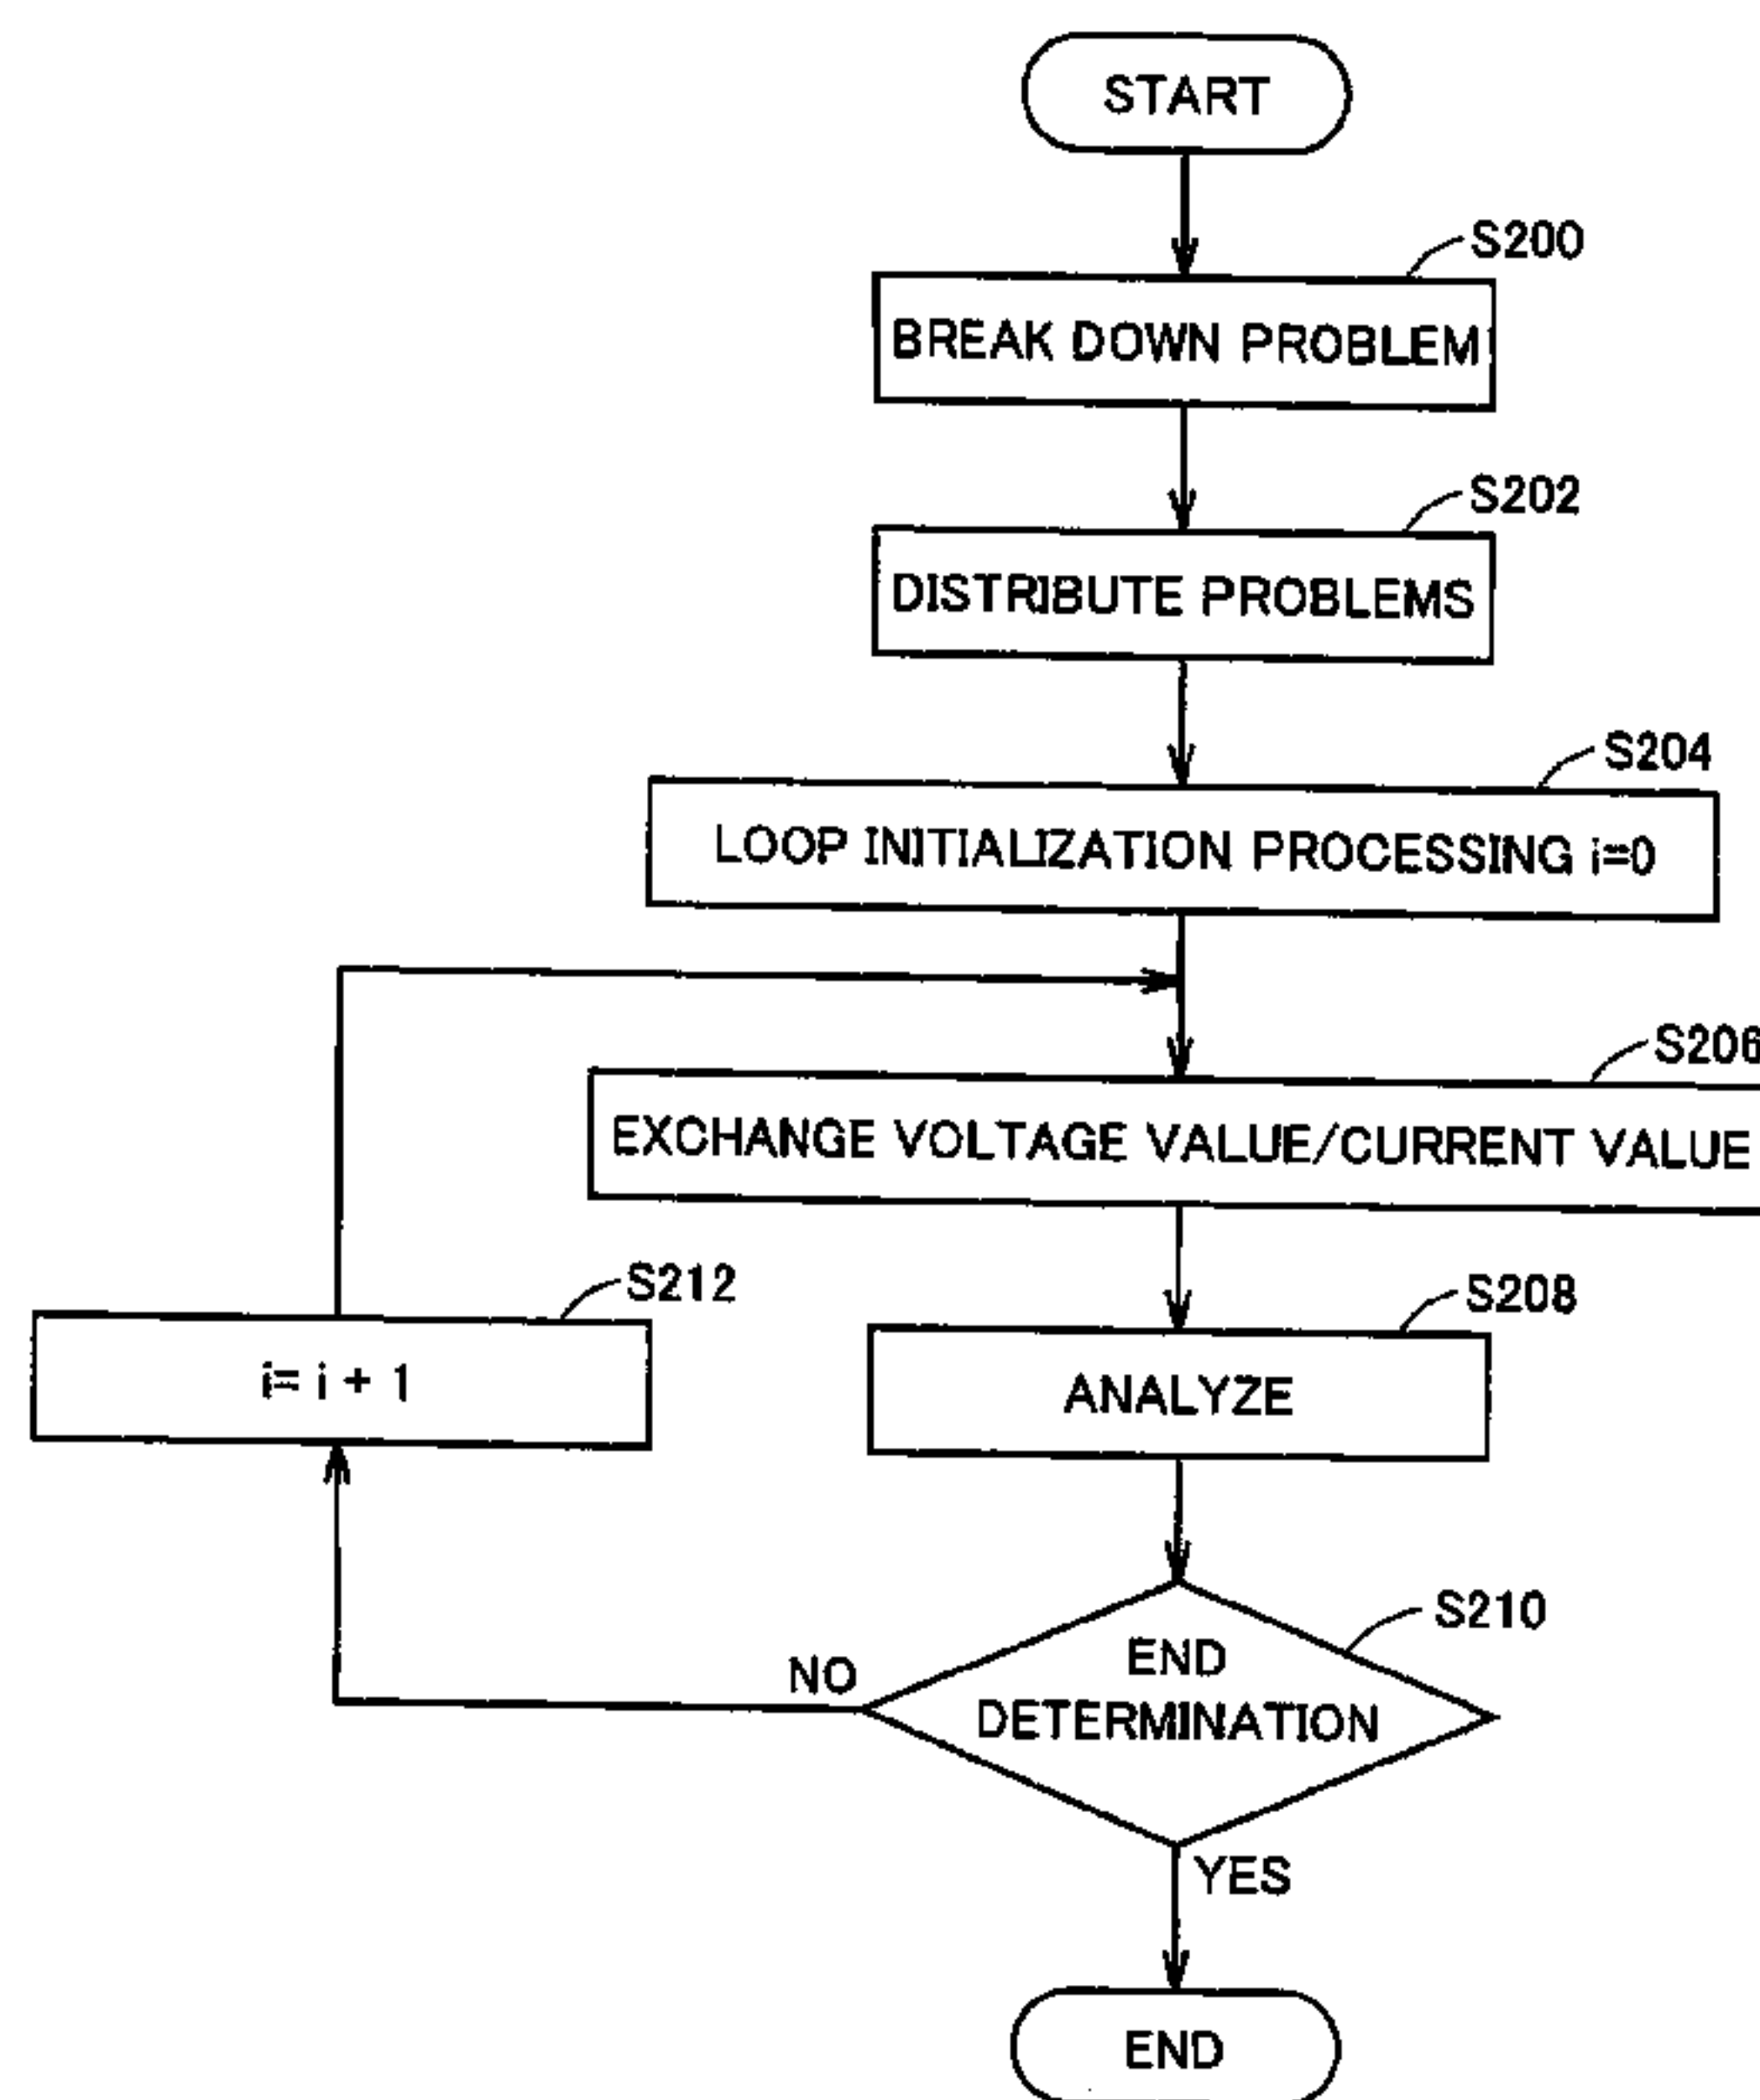 START
S200
BREAK DOWN PROBLEM
S202
DISTRIBUTE PROBLEMS
S204
LOOP INITIALIZATION PROCESSING i=0
S206
EXCHANGE VOLTAGE VALUE/CURRENT VALUE
S212
i= i + 1
S208
ANALYZE
S210
END
DETERMINATION
NO
YES
END